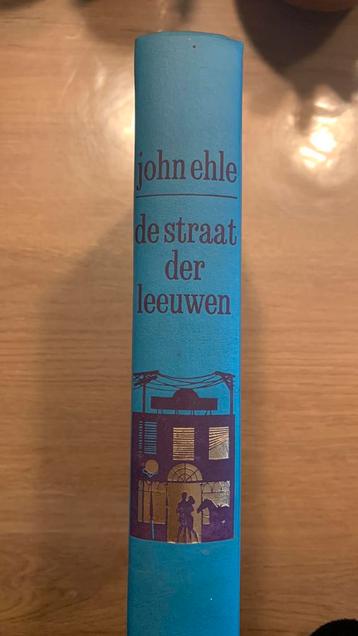 john ehle
de straat
der
leeuwen